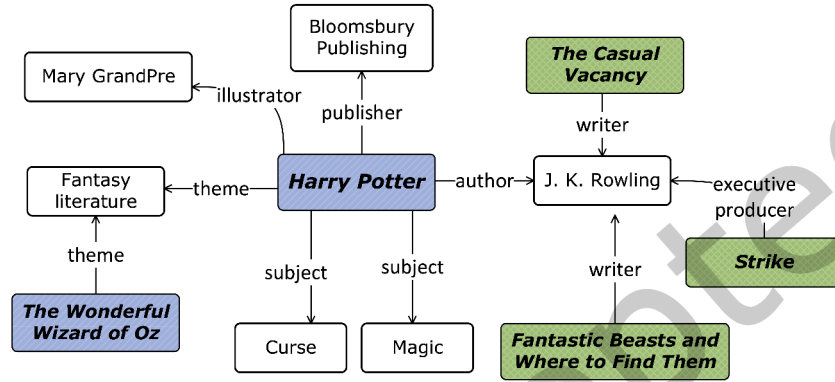 Bloomsbury
Publishing
The Casual
Vacancy
Mary GrandPre
illustrator
publisher
writer
Fantasy
literature
theme
Harry Potter
author
J. K. Rowling
executive
producer
theme
subject
subject
writer
Strike
The Wonderful
Wizard of Oz
Curse
Magic
Fantastic Beasts and
Where to Find Them